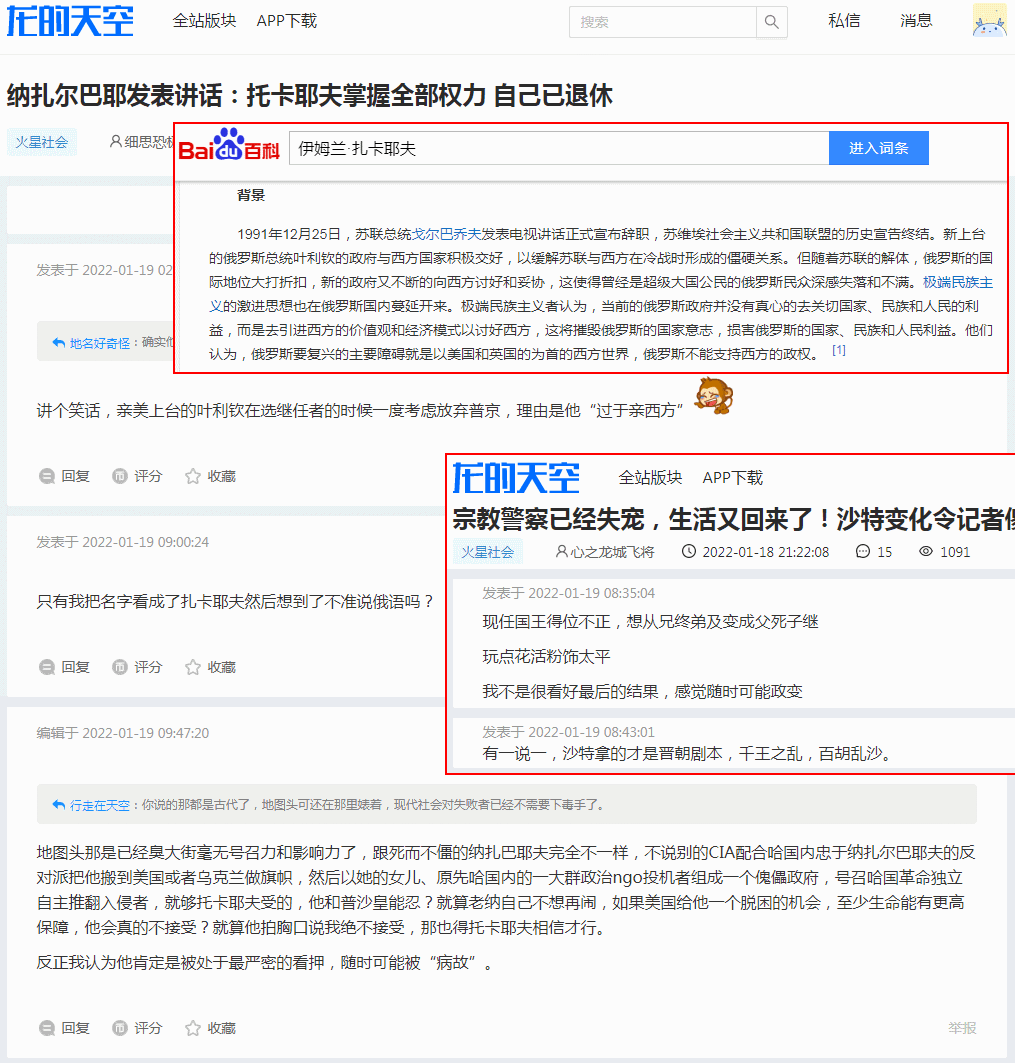 龙的天空 全站版块 APP下载 搜索 私信 消息
纳扎尔巴耶发表讲话：托卡耶夫掌握全部权力 自己已退休
火星社会 细思恐极
Bai du 百科 伊姆兰·扎卡耶夫 进入词条
背景
1991年12月25日，苏联总统戈尔巴乔夫发表电视讲话正式宣布辞职，苏维埃社会主义共和国联盟的历史宣告终结。新上台
的俄罗斯总统叶利钦的政府与西方国家积极交好，以缓解苏联与西方在冷战时形成的僵硬关系。但随着苏联的解体，俄罗斯的国
际地位大打折扣，新的政府又不断的向西方讨好和妥协，这使得曾经是超级大国公民的俄罗斯民众深感失落和不满。极端民族主
义的激进思想也在俄罗斯国内蔓延开来。极端民族主义者认为，当前的俄罗斯政府并没有真心的去关切国家、民族和人民的利
益，而是去引进西方的价值观和经济模式以讨好西方，这将摧毁俄罗斯的国家意志，损害俄罗斯的国家、民族和人民利益。他们
认为，俄罗斯要复兴的主要障碍就是以美国和英国的为首的西方世界，俄罗斯不能支持西方的政权。 [1]
发表于 2022-01-19 02
地名好奇怪：确实他
讲个笑话，亲美上台的叶利钦在选继任者的时候一度考虑放弃普京，理由是他“过于亲西方”
回复 评分 收藏
发表于 2022-01-19 09:00:24
只有我把名字看成了扎卡耶夫然后想到了不准说俄语吗？
回复 评分 收藏
龙的天空 全站版块 APP下载
宗教警察已经失宠，生活又回来了！沙特变化令记者
火星社会 心之龙城飞将 2022-01-18 21:22:08 15 1091
发表于 2022-01-19 08:35:04
现任国王得位不正，想从兄终弟及变成父死子继
玩点花活粉饰太平
我不是很看好最后的结果，感觉随时可能政变
发表于 2022-01-19 08:43:01
有一说一，沙特拿的才是晋朝剧本，千王之乱，百胡乱沙。
编辑于 2022-01-19 09:47:20
行走在天空：你说的那都是古代了，地图头可还在那里婊着，现代社会对失败者已经不需要下毒手了。
地图头那是已经臭大街毫无号召力和影响力了，跟死而不僵的纳扎巴耶夫完全不一样，不说别的CIA配合哈国内忠于纳扎尔巴耶夫的反
对派把他搬到美国或者乌克兰做旗帜，然后以她的女儿、原先哈国内的一大群政治ngo投机者组成一个傀儡政府，号召哈国革命独立
自主推翻入侵者，就够托卡耶夫受的，他和普沙皇能忍？就算老纳自己不想再闹，如果美国给他一个脱困的机会，至少生命能有更高
保障，他会真的不接受？就算他拍胸口说我绝不接受，那也得托卡耶夫相信才行。
反正我认为他肯定是被处于最严密的看押，随时可能被“病故”。
回复 评分 收藏 举报